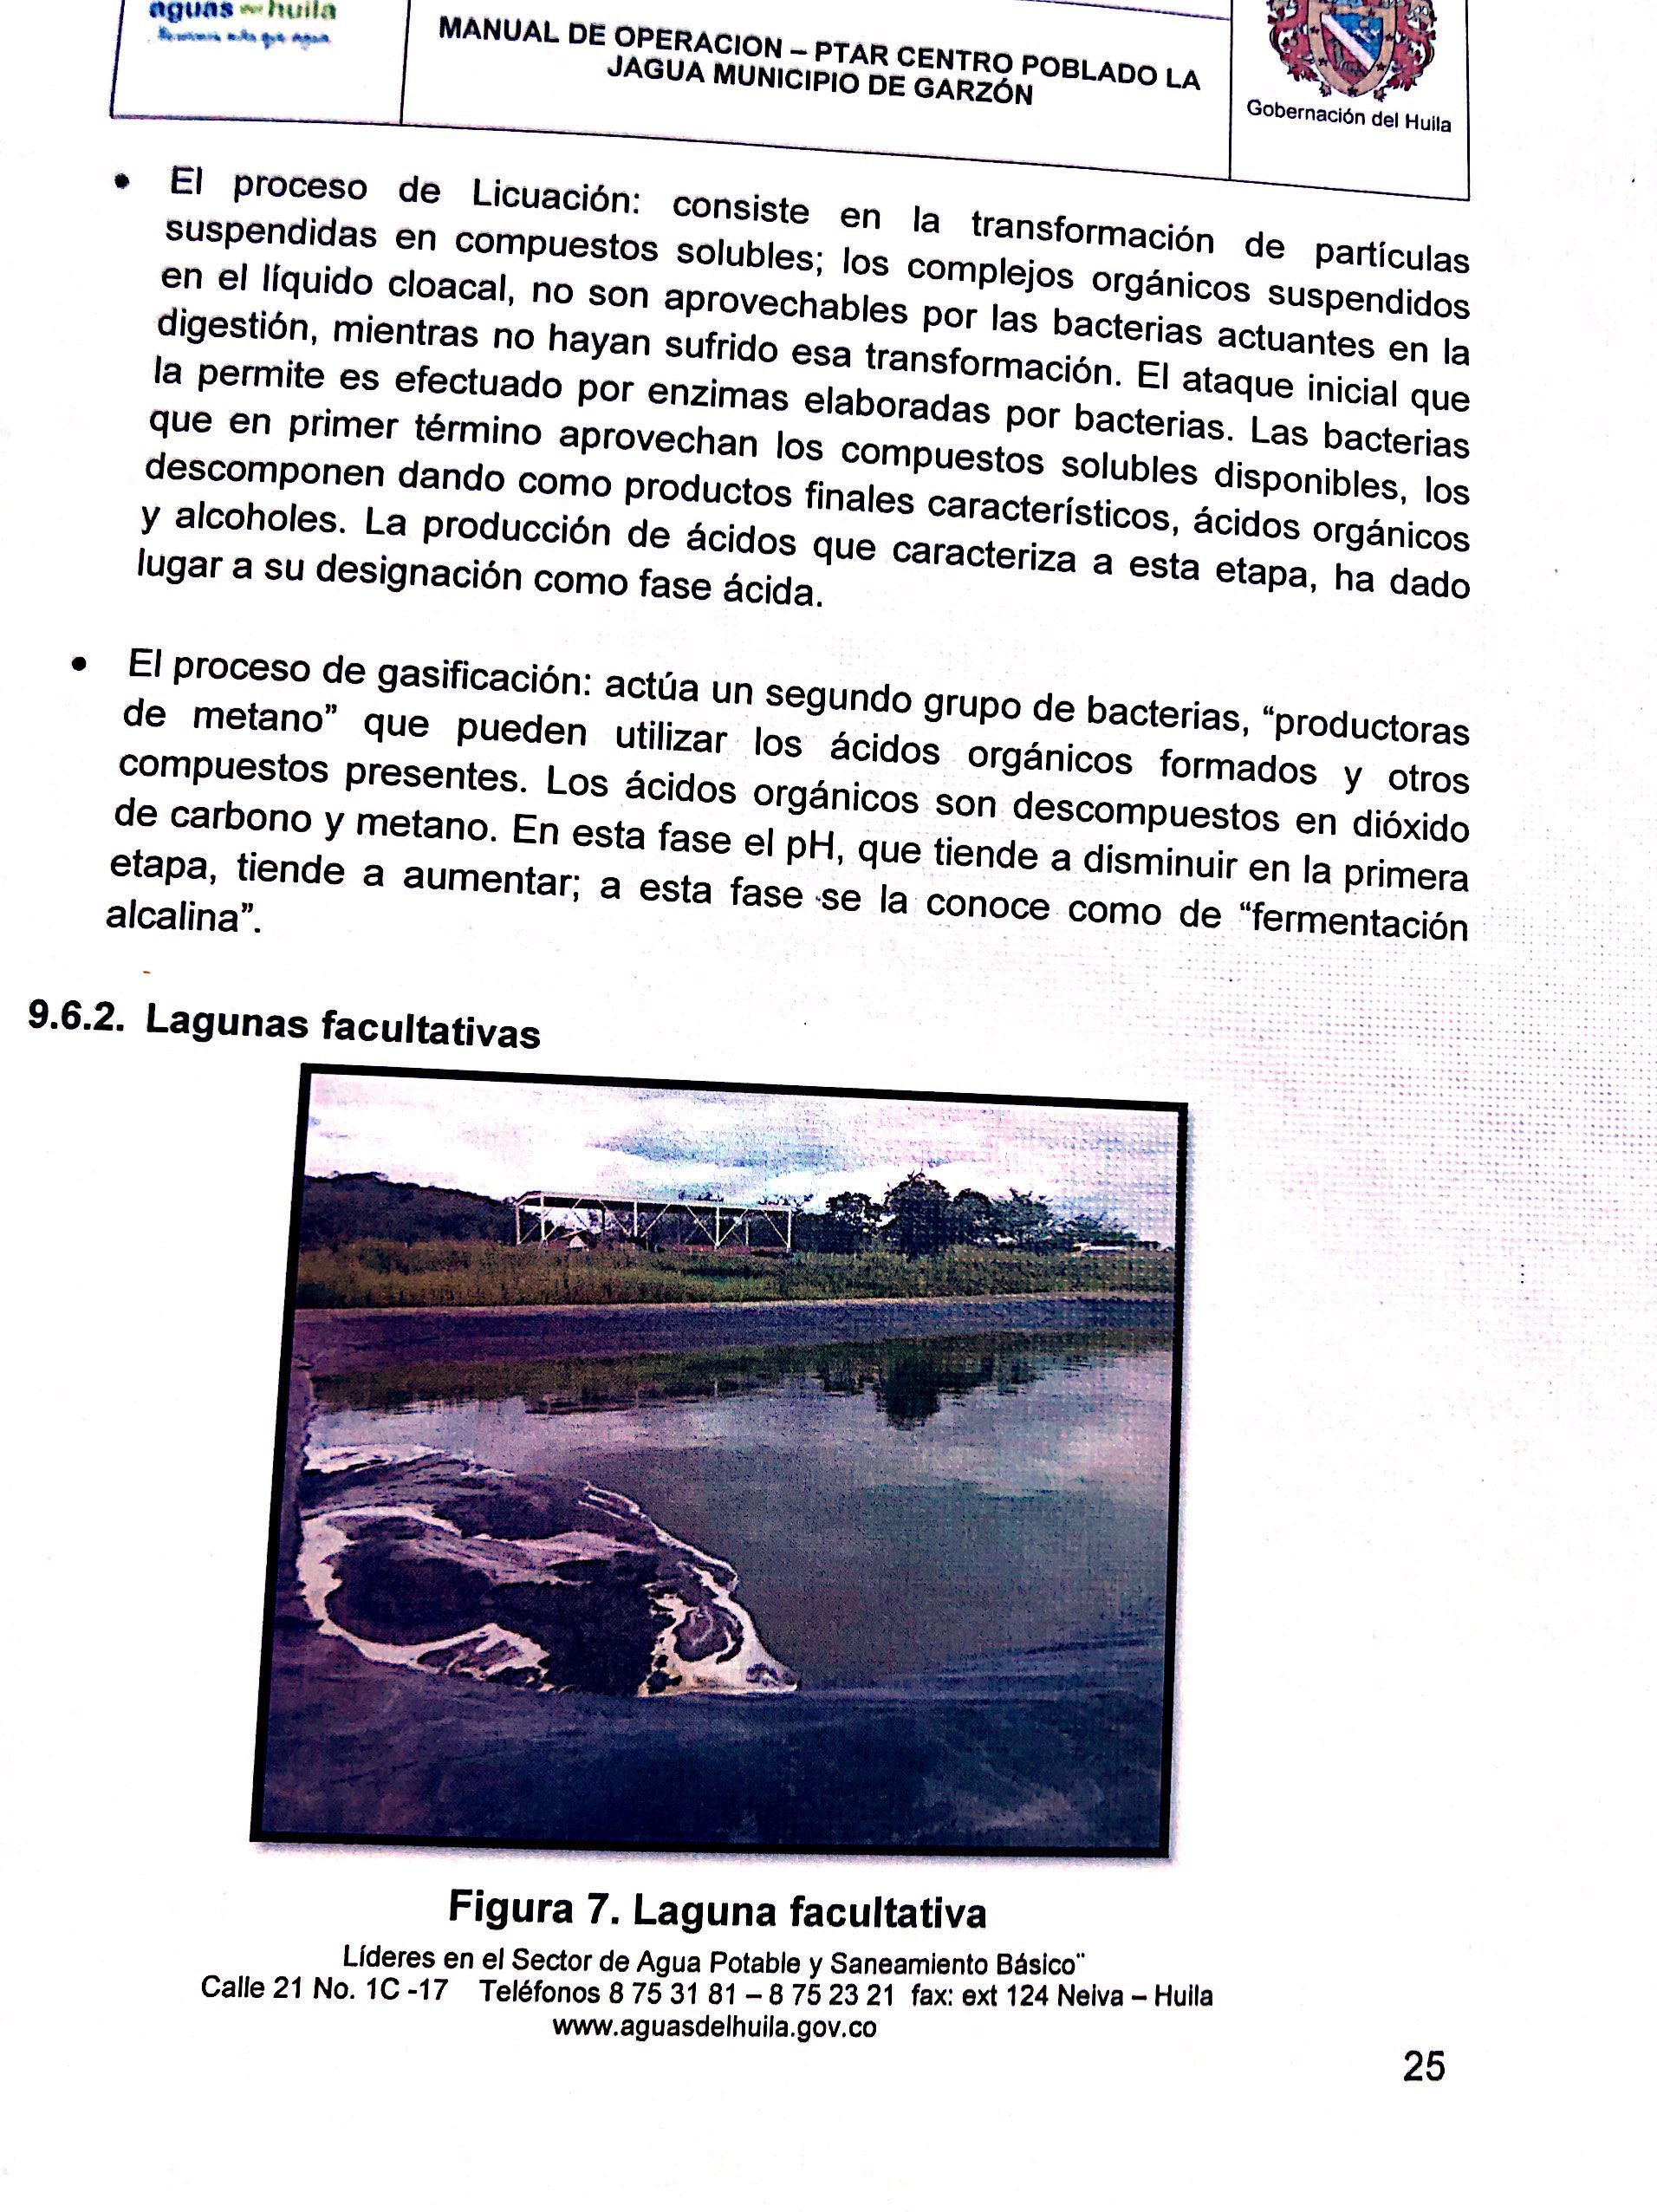 aguas del huila
MANUAL DE OPERACION – PTAR CENTRO POBLADO LA
JAGUA MUNICIPIO DE GARZÓN
Gobernación del Huila
• El proceso de Licuación: consiste en la transformación de partículas
suspendidas en compuestos solubles; los complejos orgánicos suspendidos
en el líquido cloacal, no son aprovechables por las bacterias actuantes en la
digestión, mientras no hayan sufrido esa transformación. El ataque inicial que
la permite es efectuado por enzimas elaboradas por bacterias. Las bacterias
que en primer término aprovechan los compuestos solubles disponibles, los
descomponen dando como productos finales característicos, ácidos orgánicos
y alcoholes. La producción de ácidos que caracteriza a esta etapa, ha dado
lugar a su designación como fase ácida.
• El proceso de gasificación: actúa un segundo grupo de bacterias, “productoras
de metano” que pueden utilizar los ácidos orgánicos formados y otros
compuestos presentes. Los ácidos orgánicos son descompuestos en dióxido
de carbono y metano. En esta fase el pH, que tiende a disminuir en la primera
etapa, tiende a aumentar; a esta fase se la conoce como de “fermentación
alcalina”.
9.6.2. Lagunas facultativas
Figura 7. Laguna facultativa
Líderes en el Sector de Agua Potable y Saneamiento Básico”
Calle 21 No. 1C -17 Teléfonos 8 75 31 81 – 8 75 23 21 fax: ext 124 Neiva – Huila
www.aguasdelhuila.gov.co
25